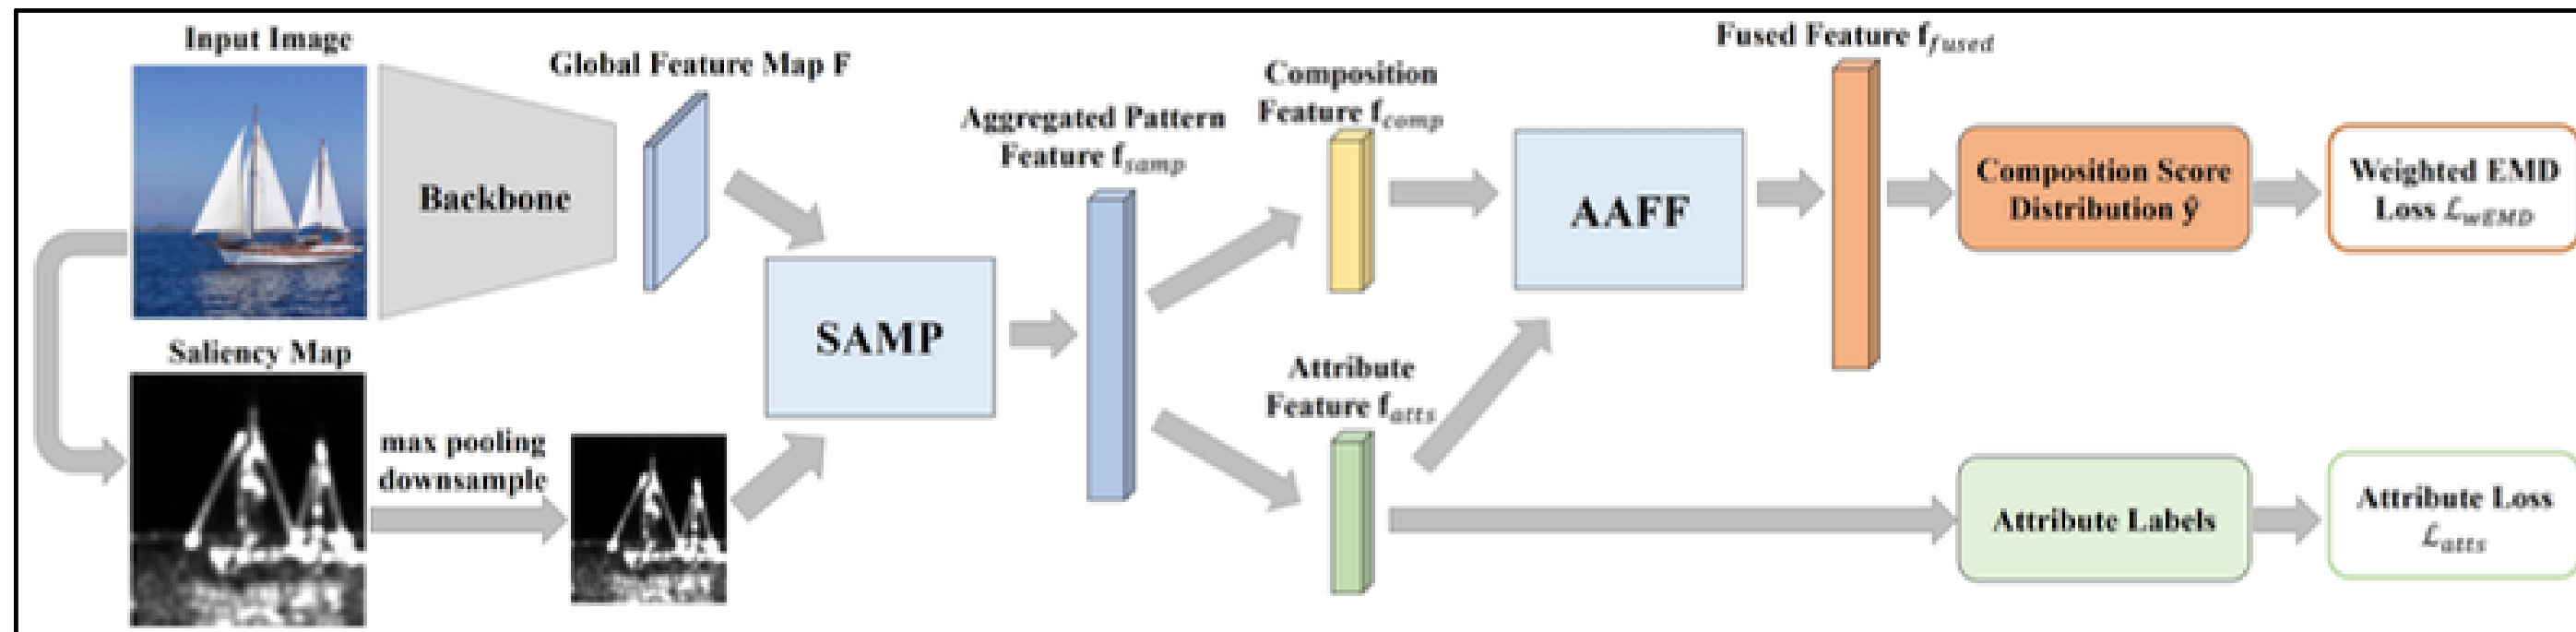 Input Image
Global Feature Map F
Backbone
Saliency Map
max pooling
downsample
SAMP
Aggregated Pattern
Feature f_samp
Composition
Feature f_comp
Attribute
Feature f_atts
AAFF
Fused Feature f_fused
Composition Score
Distribution ŷ
Weighted EMD
Loss ℒ_wEMD
Attribute Labels
Attribute Loss
ℒ_atts